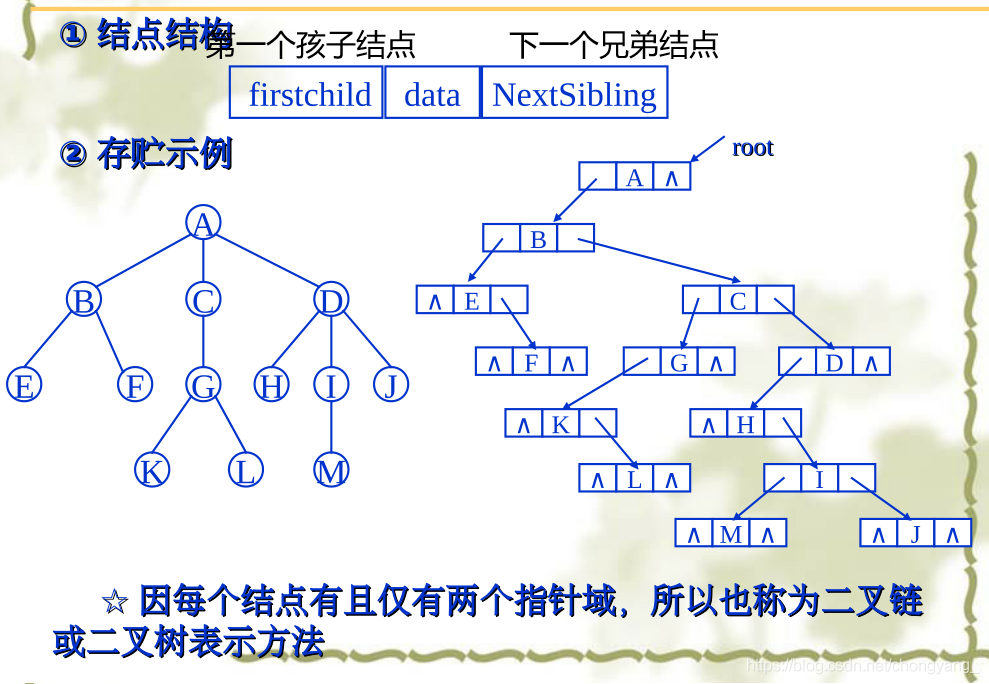 ① 结点结构
第一个孩子结点 下一个兄弟结点
firstchild data NextSibling
② 存贮示例
root
A ∧
B
∧ E
C
∧ F ∧
G ∧
D ∧
∧ K
∧ H
∧ L ∧
I
∧ M ∧
∧ J ∧
A
B C D
E F G H I J
K L M
☆ 因每个结点有且仅有两个指针域，所以也称为二叉链
或二叉树表示方法
https://blog.csdn.net/chongyang_